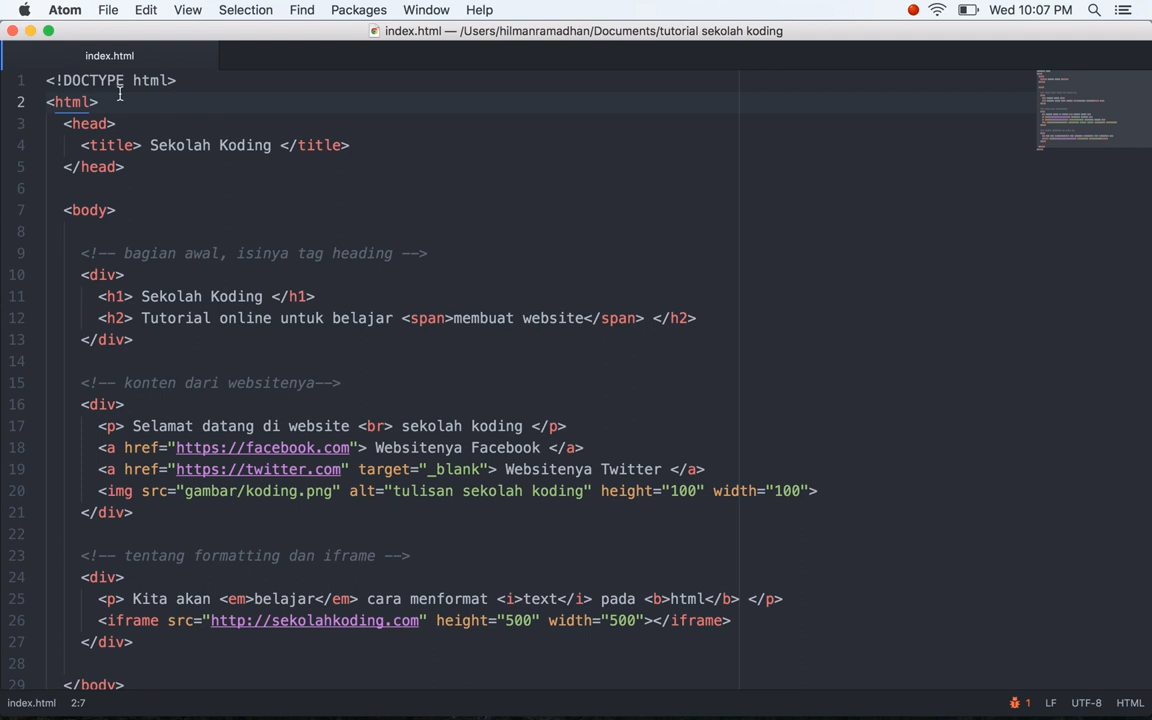 Atom File Edit View Selection Find Packages Window Help Wed 10:07 PM
index.html — /Users/hilmanramadhan/Documents/tutorial sekolah koding
index.html
1 <!DOCTYPE html>
2 <html>
3 <head>
4 <title> Sekolah Koding </title>
5 </head>
6
7 <body>
8
9 <!-- bagian awal, isinya tag heading -->
10 <div>
11 <h1> Sekolah Koding </h1>
12 <h2> Tutorial online untuk belajar <span>membuat website</span> </h2>
13 </div>
14
15 <!-- konten dari websitenya-->
16 <div>
17 <p> Selamat datang di website <br> sekolah koding </p>
18 <a href="https://facebook.com"> Websitenya Facebook </a>
19 <a href="https://twitter.com" target="_blank"> Websitenya Twitter </a>
20 <img src="gambar/koding.png" alt="tulisan sekolah koding" height="100" width="100">
21 </div>
22
23 <!-- tentang formatting dan iframe -->
24 <div>
25 <p> Kita akan <em>belajar</em> cara menformat <i>text</i> pada <b>html</b> </p>
26 <iframe src="http://sekolahkoding.com" height="500" width="500"></iframe>
27 </div>
28
29 </body>
index.html 2:7 1 LF UTF-8 HTML